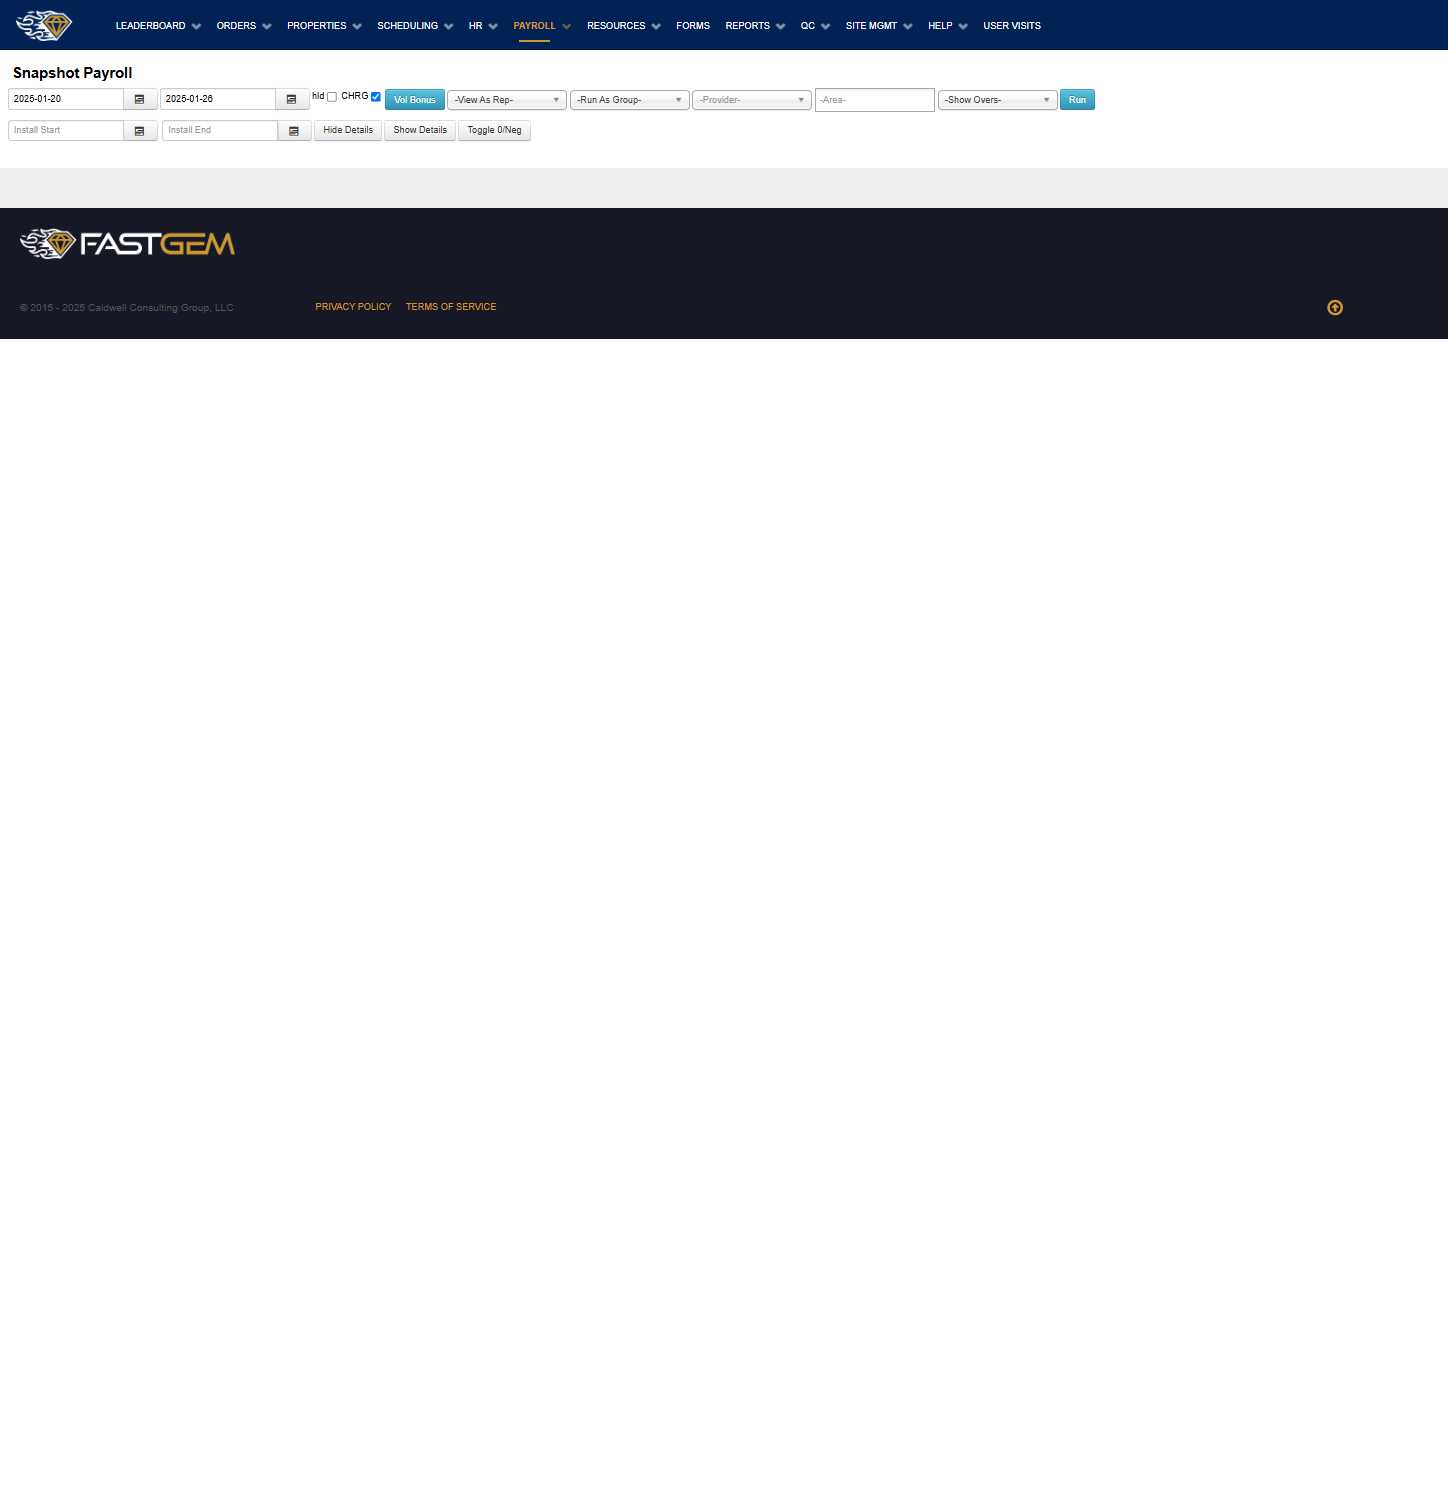 LEADERBOARD ORDERS PROPERTIES SCHEDULING HR PAYROLL RESOURCES FORMS REPORTS QC SITE MGMT HELP USER VISITS
Snapshot Payroll
2025-01-20 2025-01-26 hld CHRG Vol Bonus -View As Rep- -Run As Group- -Provider- -Area- -Show Overs- Run
Install Start Install End Hide Details Show Details Toggle 0/Neg
FASTGEM
© 2015 - 2025 Caldwell Consulting Group, LLC PRIVACY POLICY TERMS OF SERVICE